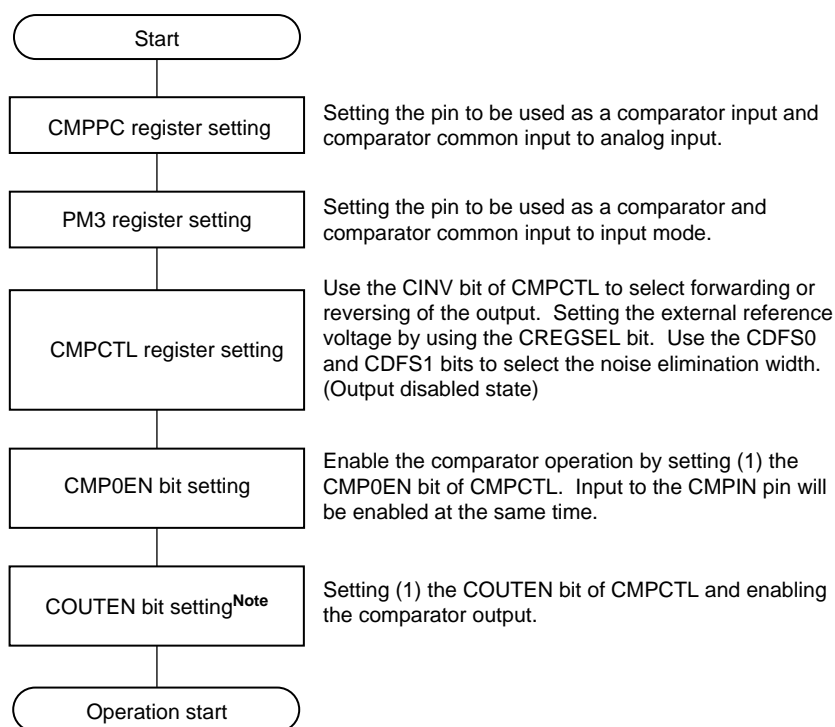 Start
CMPPC register setting
Setting the pin to be used as a comparator input and
comparator common input to analog input.
PM3 register setting
Setting the pin to be used as a comparator and
comparator common input to input mode.
CMPCTL register setting
Use the CINV bit of CMPCTL to select forwarding or
reversing of the output. Setting the external reference
voltage by using the CREGSEL bit. Use the CDFS0
and CDFS1 bits to select the noise elimination width.
(Output disabled state)
CMP0EN bit setting
Enable the comparator operation by setting (1) the
CMP0EN bit of CMPCTL. Input to the CMPIN pin will
be enabled at the same time.
COUTEN bit setting Note
Setting (1) the COUTEN bit of CMPCTL and enabling
the comparator output.
Operation start